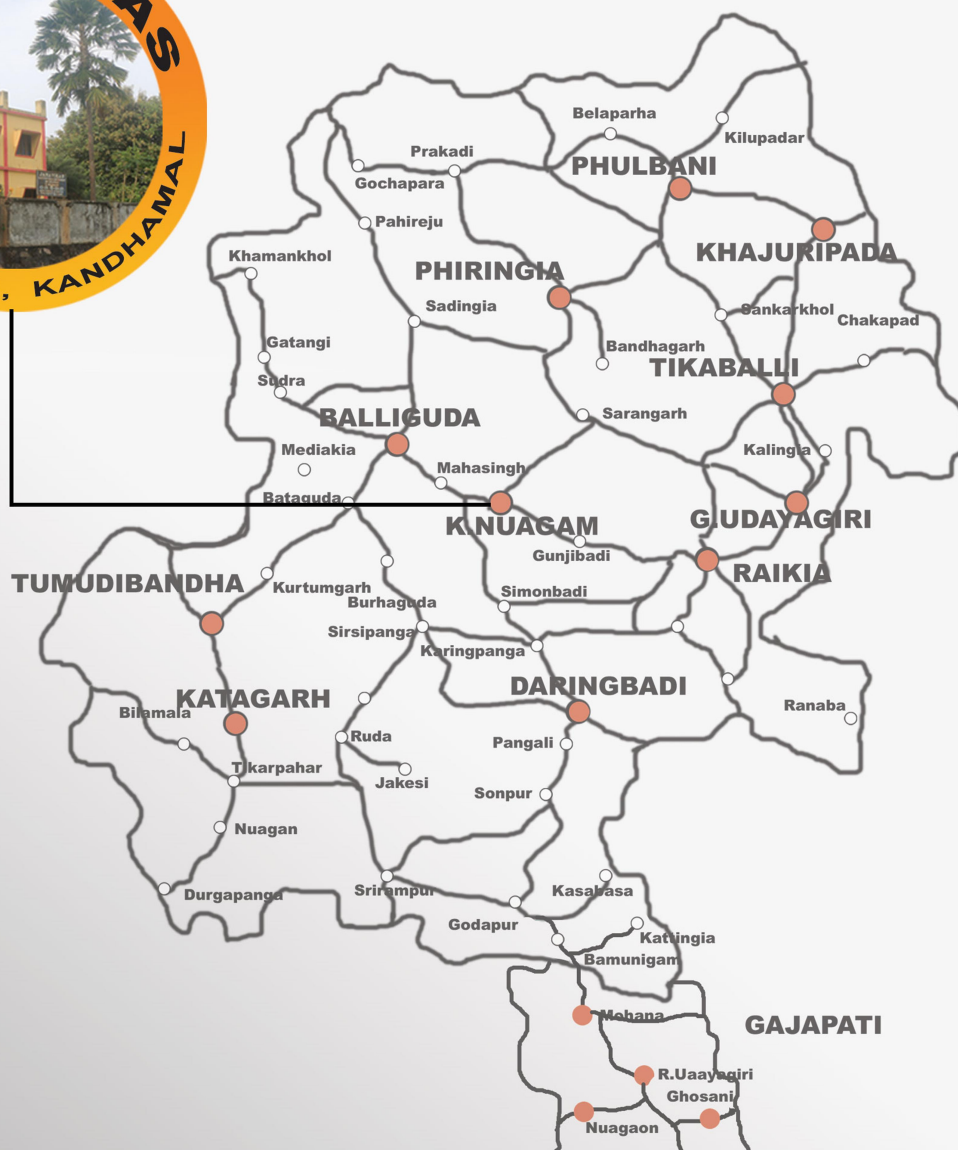 AS
, KANDHAMAL
Belaparha
Kilupadar
Prakadi
PHULBANI
Gochapara
Pahireju
KHAJURIPADA
Khamankhol
PHIRINGIA
Sadingia
Sankarkhol
Chakapad
Gatangi
Bandhagarh
TIKABALLI
Sudra
BALLIGUDA
Sarangarh
Mediakia
Kalingia
Mahasingh
Bataguda
K.NUAGAM
G.UDAYAGIRI
Gunjibadi
RAIKIA
TUMUDIBANDHA
Kurtumgarh
Simonbadi
Burhaguda
Sirsipanga
Karingpanga
DARINGBADI
KATAGARH
Bilamala
Ranaba
Ruda
Pangali
Tikarpahar
Jakesi
Sonpur
Nuagan
Durgapanga
Srirampur
Kasabasa
Godapur
Kattingia
Bamunigam
Mohana
GAJAPATI
R.Uaayagiri
Ghosani
Nuagaon